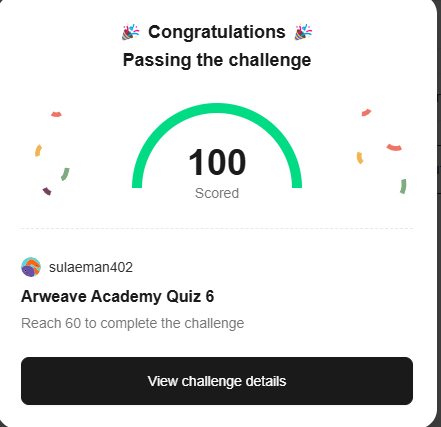 🎉 Congratulations 🎉
Passing the challenge
100
Scored
sulaeman402
Arweave Academy Quiz 6
Reach 60 to complete the challenge
View challenge details